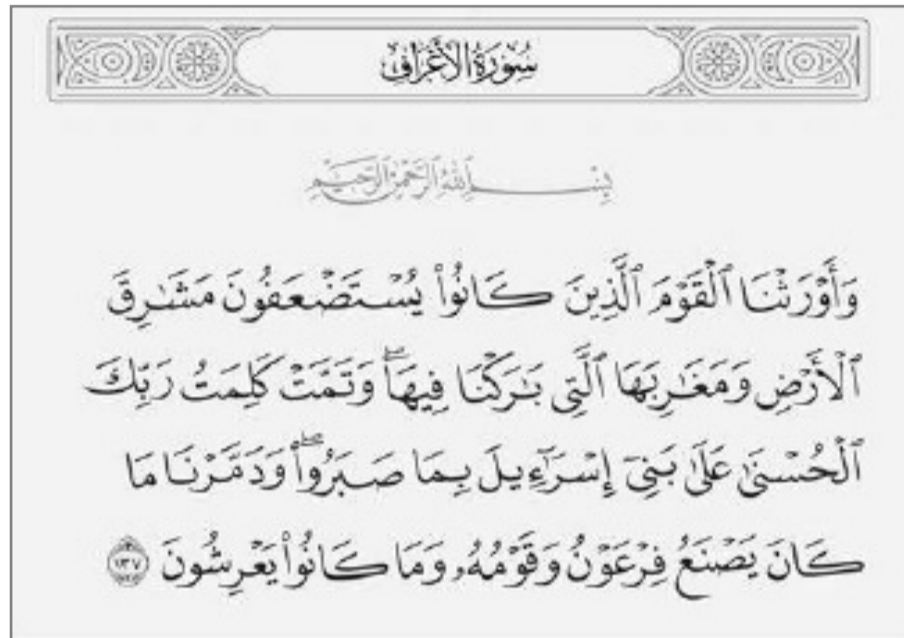 سُورَةُ الْأَعْرَافِ
بِسْمِ ٱللَّهِ ٱلرَّحْمَٰنِ ٱلرَّحِيمِ
وَأَوْرَثْنَا ٱلْقَوْمَ ٱلَّذِينَ كَانُوا۟ يُسْتَضْعَفُونَ مَشَٰرِقَ
ٱلْأَرْضِ وَمَغَٰرِبَهَا ٱلَّتِى بَٰرَكْنَا فِيهَا ۖ وَتَمَّتْ كَلِمَتُ رَبِّكَ
ٱلْحُسْنَىٰ عَلَىٰ بَنِىٓ إِسْرَٰٓءِيلَ بِمَا صَبَرُوا۟ ۖ وَدَمَّرْنَا مَا
كَانَ يَصْنَعُ فِرْعَوْنُ وَقَوْمُهُۥ وَمَا كَانُوا۟ يَعْرِشُونَ ١٣٧